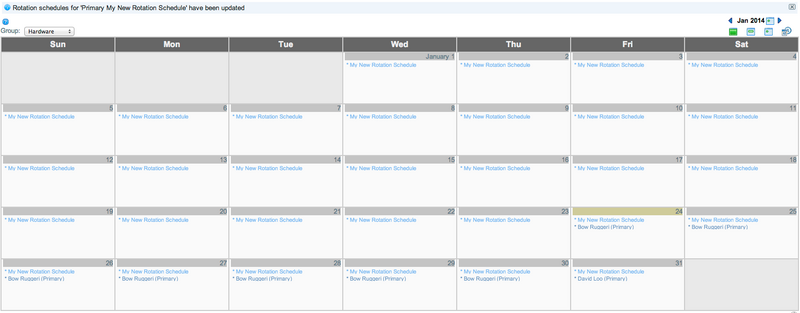 Rotation schedules for 'Primary My New Rotation Schedule' have been updated
Jan 2014
Group: Hardware
Sun Mon Tue Wed Thu Fri Sat
January 1 2 3 4
* My New Rotation Schedule * My New Rotation Schedule * My New Rotation Schedule * My New Rotation Schedule
5 6 7 8 9 10 11
* My New Rotation Schedule * My New Rotation Schedule * My New Rotation Schedule * My New Rotation Schedule * My New Rotation Schedule * My New Rotation Schedule * My New Rotation Schedule
12 13 14 15 16 17 18
* My New Rotation Schedule * My New Rotation Schedule * My New Rotation Schedule * My New Rotation Schedule * My New Rotation Schedule * My New Rotation Schedule * My New Rotation Schedule
19 20 21 22 23 24 25
* My New Rotation Schedule * My New Rotation Schedule * My New Rotation Schedule * My New Rotation Schedule * My New Rotation Schedule * My New Rotation Schedule * My New Rotation Schedule
* Bow Ruggeri (Primary) * Bow Ruggeri (Primary)
26 27 28 29 30 31
* My New Rotation Schedule * My New Rotation Schedule * My New Rotation Schedule * My New Rotation Schedule * My New Rotation Schedule * My New Rotation Schedule
* Bow Ruggeri (Primary) * Bow Ruggeri (Primary) * Bow Ruggeri (Primary) * Bow Ruggeri (Primary) * Bow Ruggeri (Primary) * David Loo (Primary)